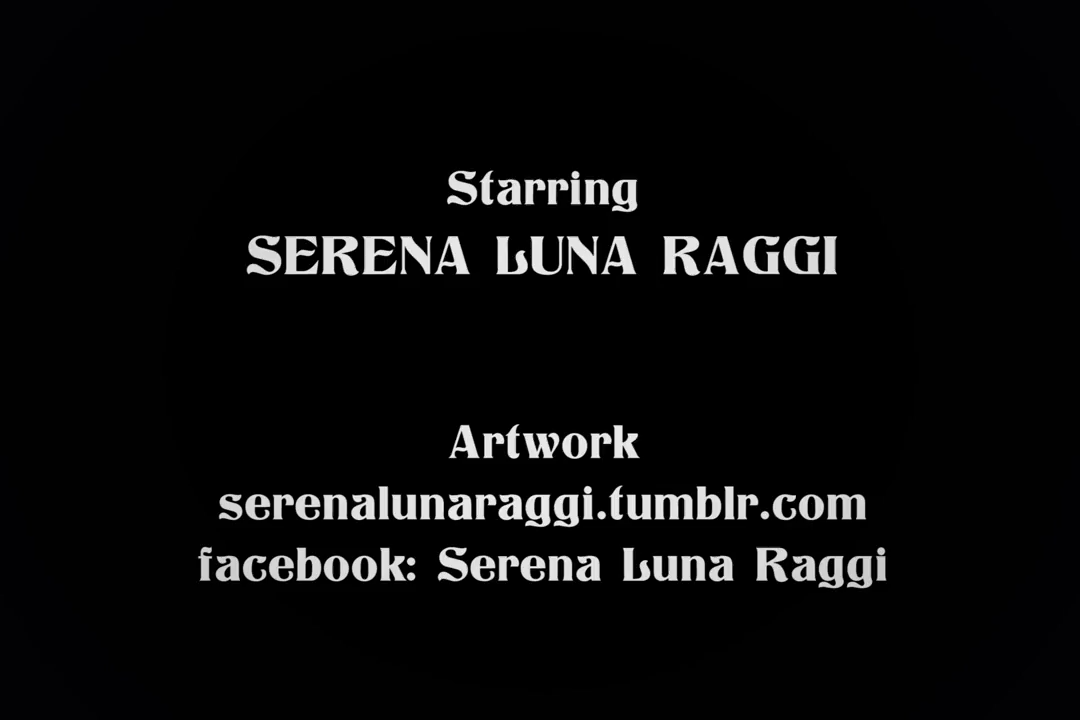 Starring
SERENA LUNA RAGGI
Artwork
serenalunaraggi.tumblr.com
facebook: Serena Luna Raggi